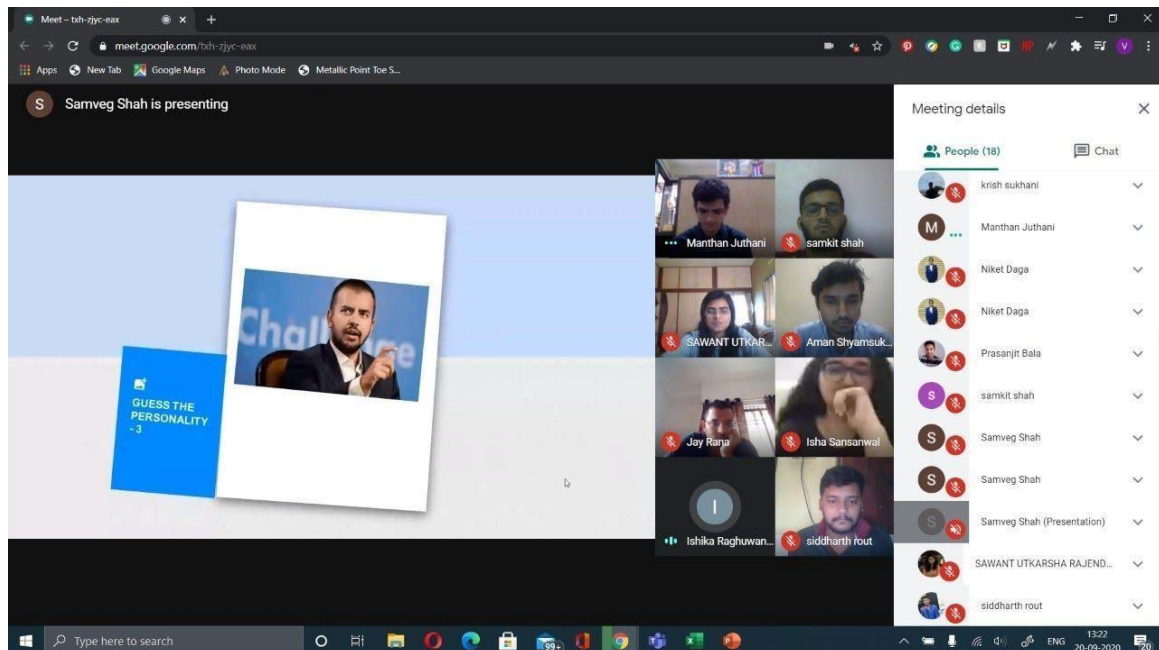 Meet – txh-zjyc-eax
meet.google.com/txh-zjyc-eax
Apps New Tab Google Maps Photo Mode Metallic Point Toe S...
S Samveg Shah is presenting
Challenge
GUESS THE
PERSONALITY
- 3
Manthan Juthani
samkit shah
SAWANT UTKAR...
Aman Shyamsuk...
Jay Rana
Isha Sansanwal
I
Ishika Raghuwan...
siddharth rout
Meeting details
People (18) Chat
krish sukhani
M Manthan Juthani
Niket Daga
Niket Daga
Prasanjit Bala
s samkit shah
S Samveg Shah
S Samveg Shah
S Samveg Shah (Presentation)
SAWANT UTKARSHA RAJEND...
siddharth rout
Type here to search
99+
ENG
13:22
20-09-2020
20